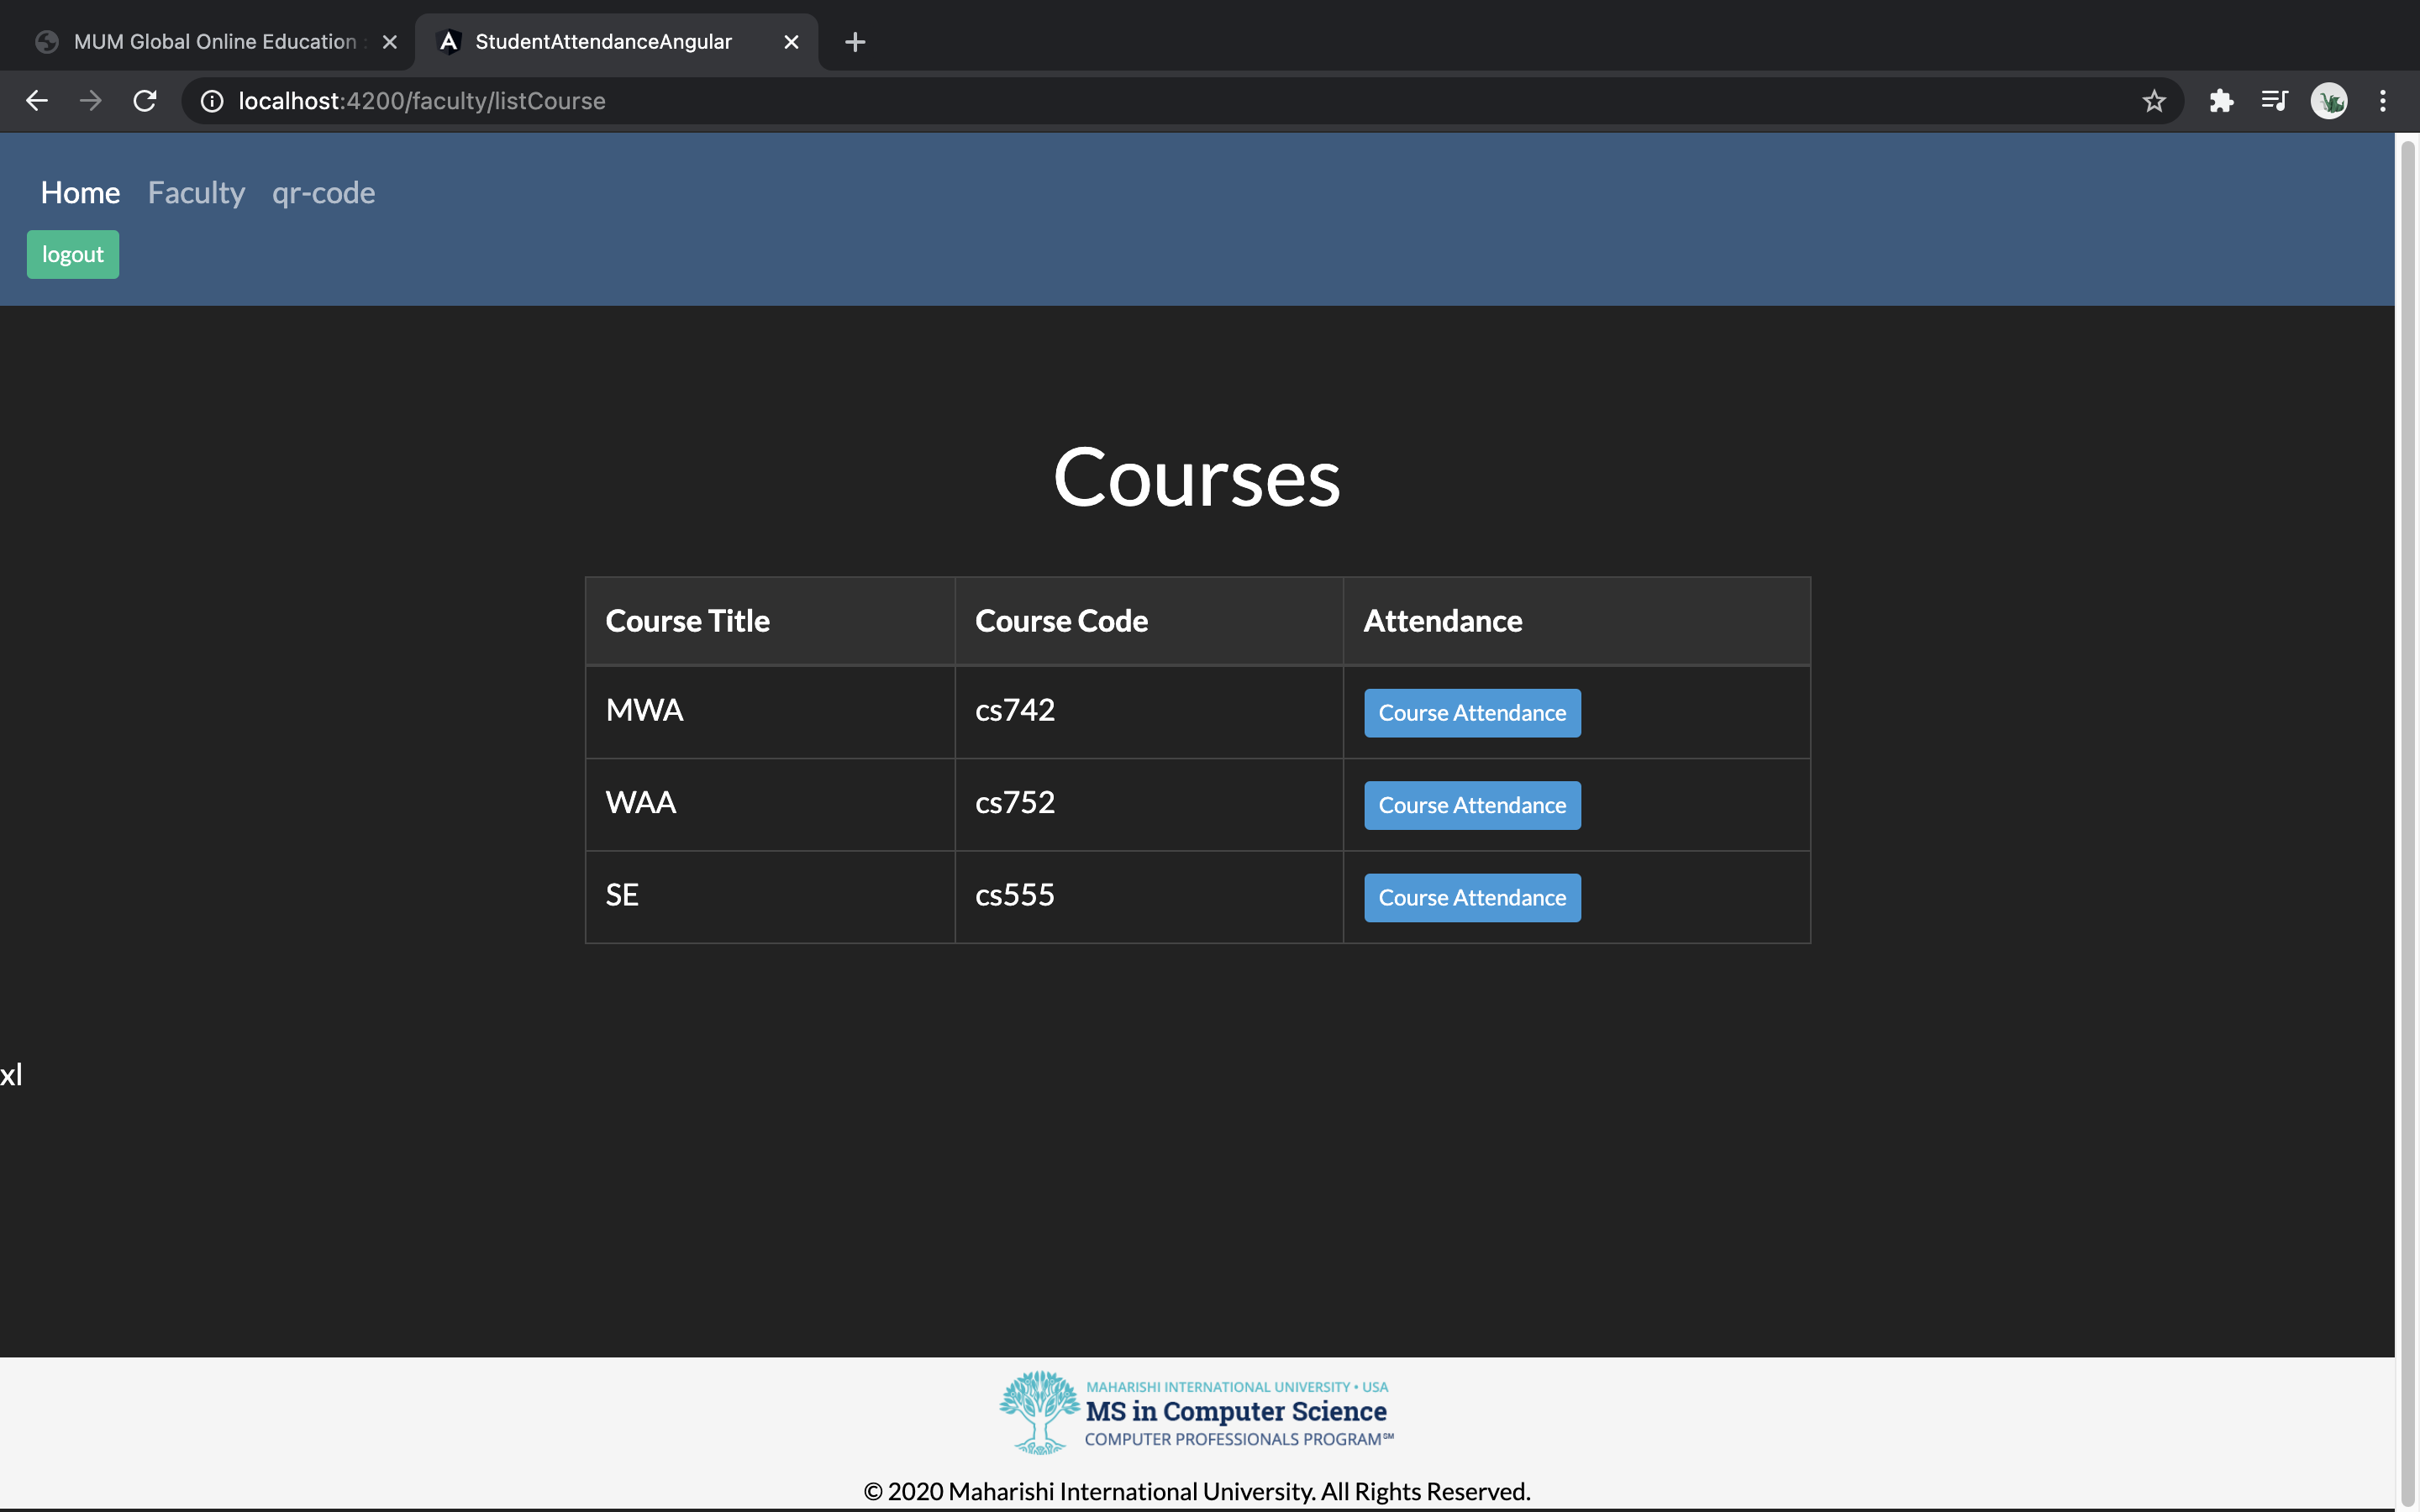 MUM Global Online Education :
StudentAttendanceAngular
localhost:4200/faculty/listCourse
Home Faculty qr-code
logout
Courses
Course Title Course Code Attendance
MWA cs742 Course Attendance
WAA cs752 Course Attendance
SE cs555 Course Attendance
xl
MAHARISHI INTERNATIONAL UNIVERSITY • USA
MS in Computer Science
COMPUTER PROFESSIONALS PROGRAM℠
© 2020 Maharishi International University. All Rights Reserved.